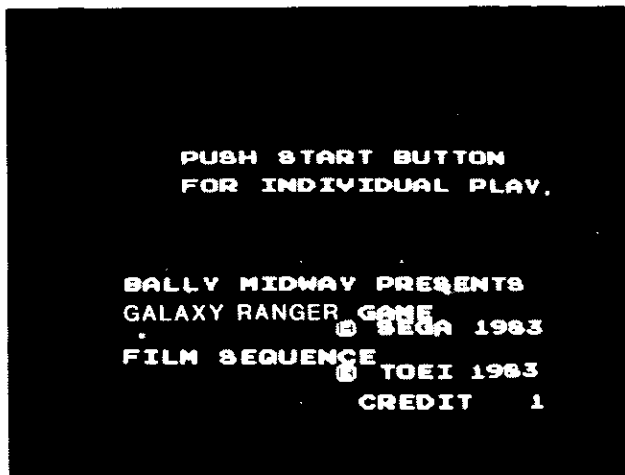 PUSH START BUTTON
FOR INDIVIDUAL PLAY.
BALLY MIDWAY PRESENTS
GALAXY RANGER GAME
© SEGA 1983
FILM SEQUENCE
© TOEI 1983
CREDIT 1